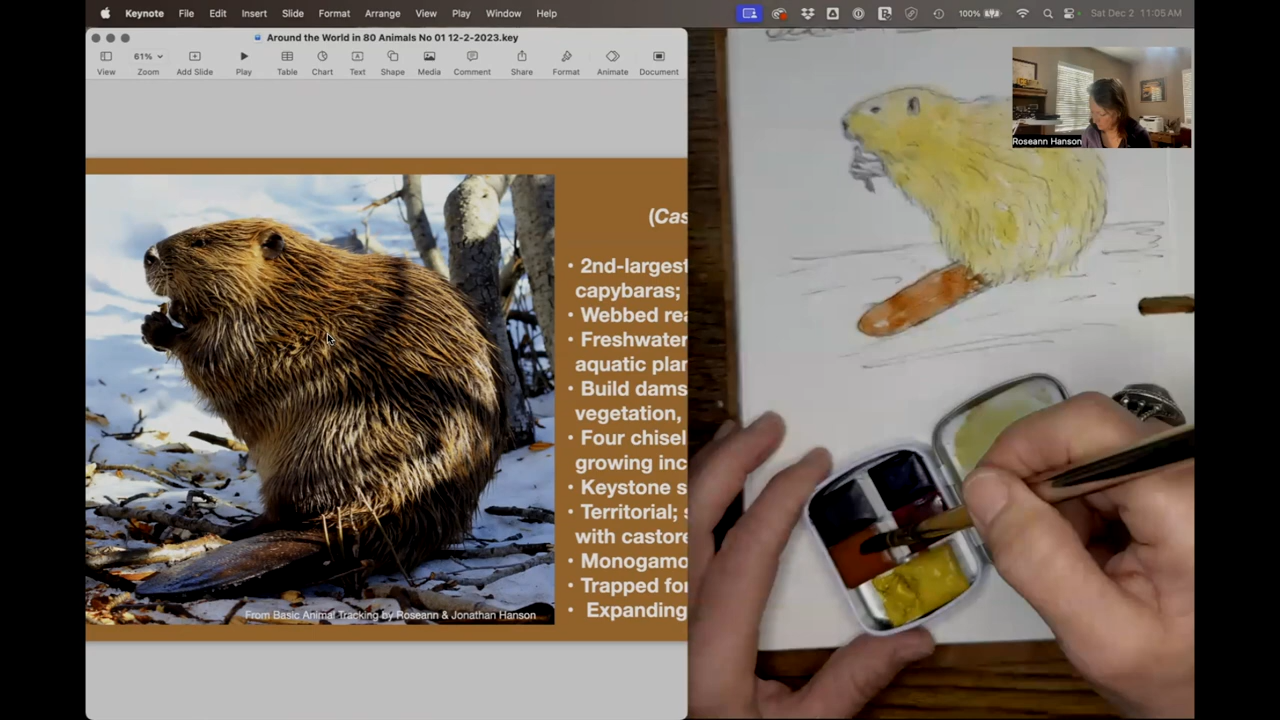 Keynote File Edit Insert Slide Format Arrange View Play Window Help 100% Sat Dec 2 11:05 AM
Around the World in 80 Animals No 01 12-2-2023.key
61%
View Zoom Add Slide Play Table Chart Text Shape Media Comment Share Format Animate Document
Roseann Hanson
(Cas
• 2nd-largest
capybaras;
• Webbed rea
• Freshwater
aquatic plan
• Build dams
vegetation,
• Four chisel
growing inc
• Keystone s
• Territorial; s
with castore
• Monogamo
• Trapped for
• Expanding
From Basic Animal Tracking by Roseann & Jonathan Hanson